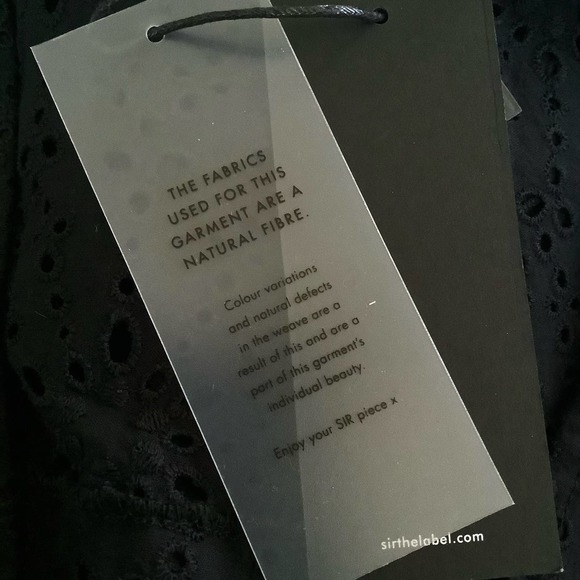 THE FABRICS
USED FOR THIS
GARMENT ARE A
NATURAL FIBRE.
Colour variations
and natural defects
in the weave are a
result of this and are a
part of this garment's
individual beauty.
Enjoy your SIR piece x
sirthelabel.com